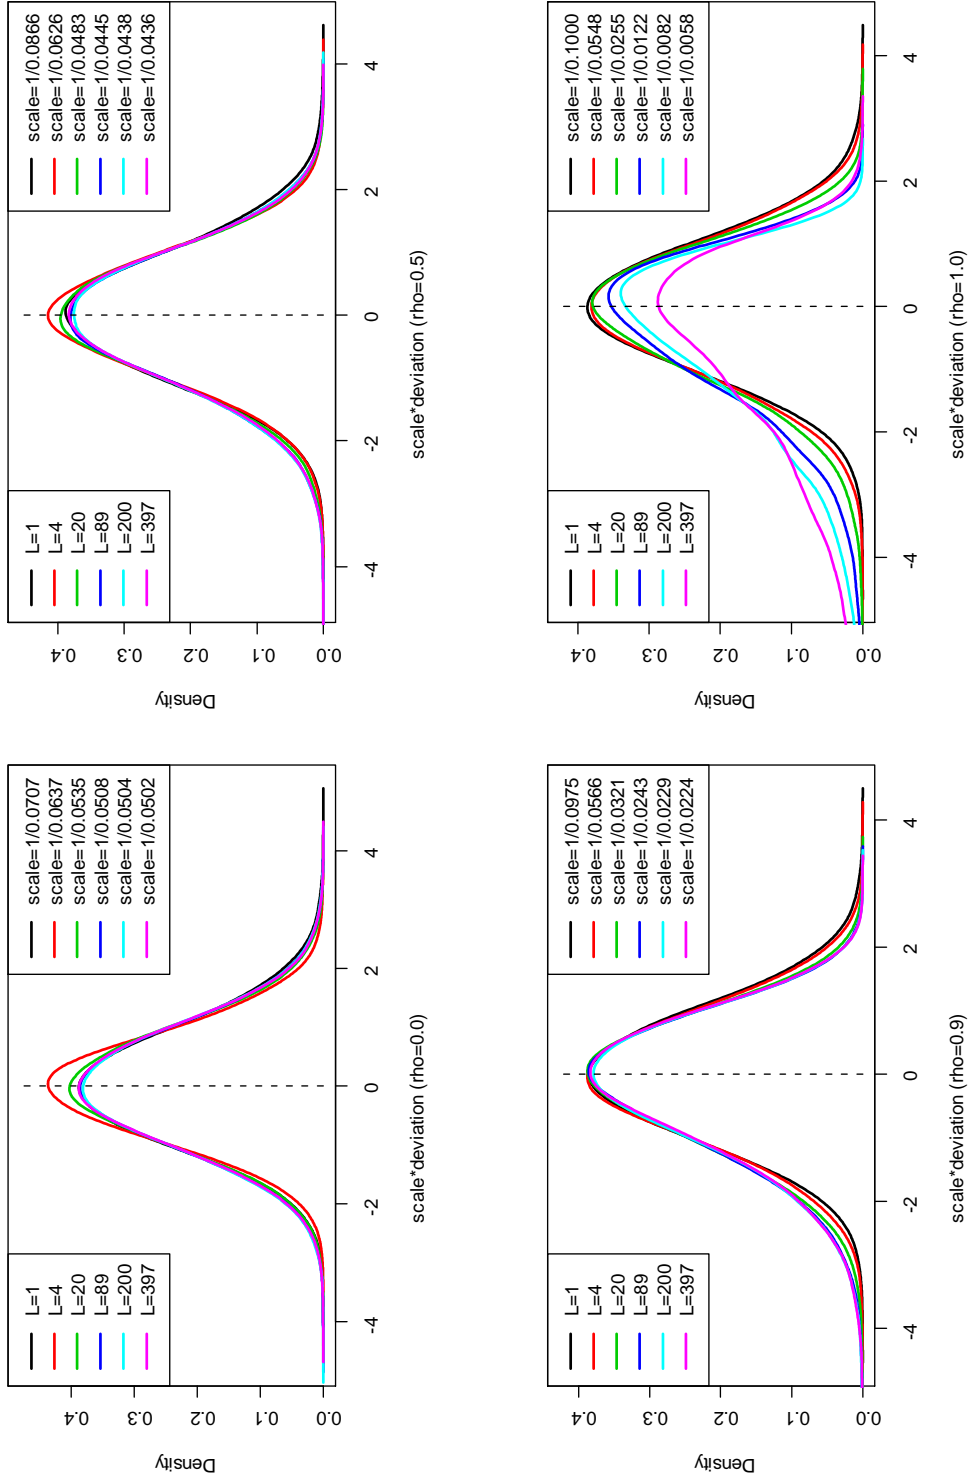 L=1
L=4
L=20
L=89
L=200
L=397
scale=1/0.0707
scale=1/0.0637
scale=1/0.0535
scale=1/0.0508
scale=1/0.0504
scale=1/0.0502
Density
0.4
0.3
0.2
0.1
0.0
-4
-2
0
2
4
scale*deviation (rho=0.0)
L=1
L=4
L=20
L=89
L=200
L=397
scale=1/0.0866
scale=1/0.0626
scale=1/0.0483
scale=1/0.0445
scale=1/0.0438
scale=1/0.0436
Density
0.4
0.3
0.2
0.1
0.0
-4
-2
0
2
4
scale*deviation (rho=0.5)
L=1
L=4
L=20
L=89
L=200
L=397
scale=1/0.0975
scale=1/0.0566
scale=1/0.0321
scale=1/0.0243
scale=1/0.0229
scale=1/0.0224
Density
0.4
0.3
0.2
0.1
0.0
-4
-2
0
2
4
scale*deviation (rho=0.9)
L=1
L=4
L=20
L=89
L=200
L=397
scale=1/0.1000
scale=1/0.0548
scale=1/0.0255
scale=1/0.0122
scale=1/0.0082
scale=1/0.0058
Density
0.4
0.3
0.2
0.1
0.0
-4
-2
0
2
4
scale*deviation (rho=1.0)